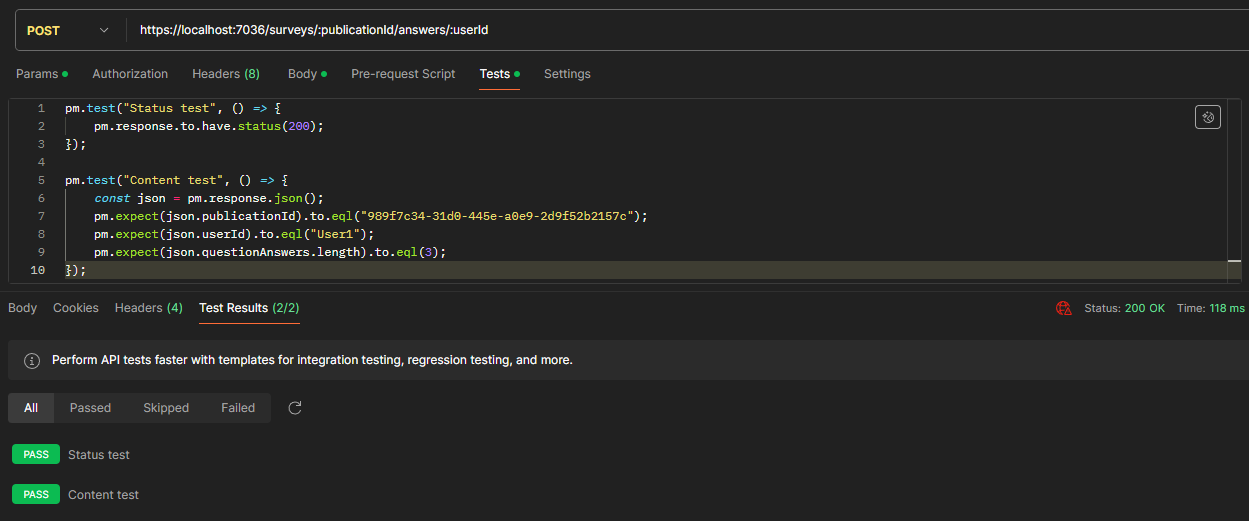 POST https://localhost:7036/surveys/:publicationId/answers/:userId
Params Authorization Headers (8) Body Pre-request Script Tests Settings
1 pm.test("Status test", () => {
2 pm.response.to.have.status(200);
3 });
4
5 pm.test("Content test", () => {
6 const json = pm.response.json();
7 pm.expect(json.publicationId).to.eql("989f7c34-31d0-445e-a0e9-2d9f52b2157c");
8 pm.expect(json.userId).to.eql("User1");
9 pm.expect(json.questionAnswers.length).to.eql(3);
10 });
Body Cookies Headers (4) Test Results (2/2) Status: 200 OK Time: 118 ms
Perform API tests faster with templates for integration testing, regression testing, and more.
All Passed Skipped Failed
PASS Status test
PASS Content test